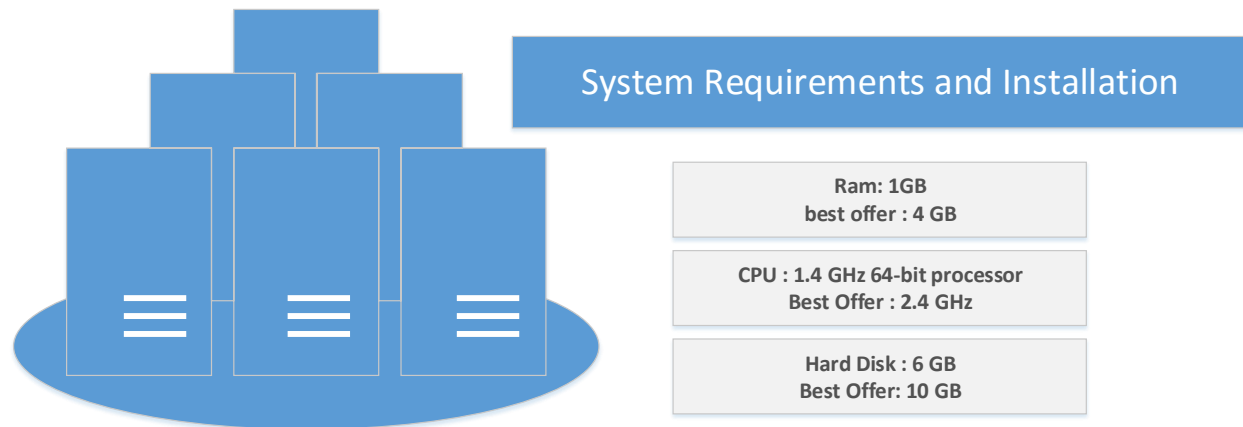 System Requirements and Installation
Ram: 1GB
best offer : 4 GB
CPU : 1.4 GHz 64-bit processor
Best Offer : 2.4 GHz
Hard Disk : 6 GB
Best Offer: 10 GB